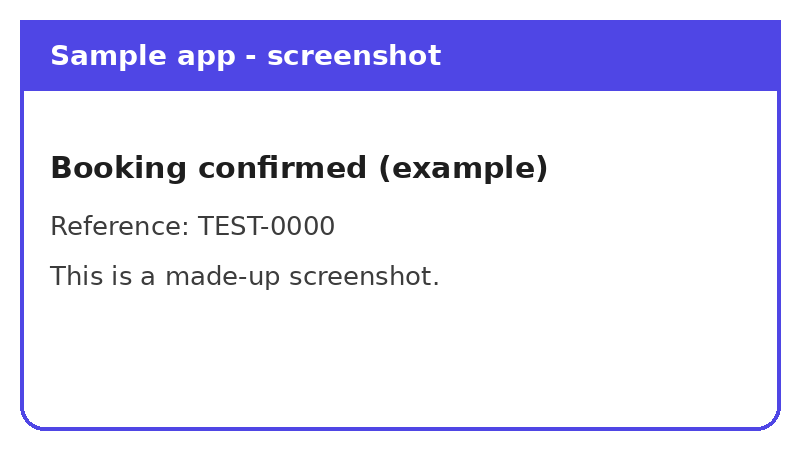 Sample app - screenshot
Booking confirmed (example)
Reference: TEST-0000
This is a made-up screenshot.